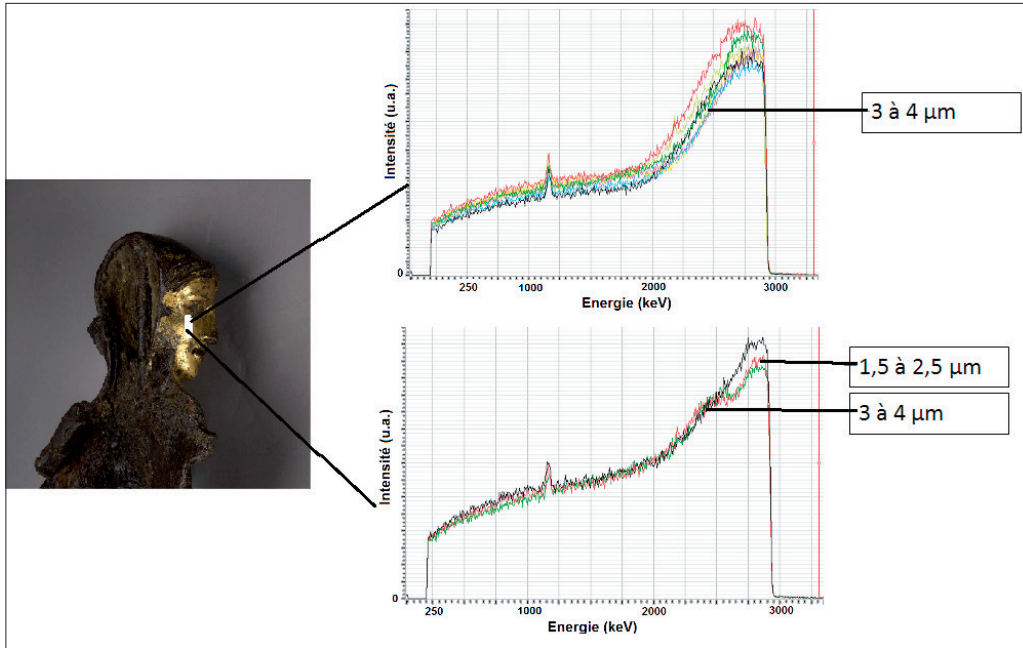 Intensité (u.a.)
0
250
1000
2000
3000
Energie (keV)
3 à 4 µm
Intensité (u.a.)
0
250
1000
2000
3000
Energie (keV)
1,5 à 2,5 µm
3 à 4 µm